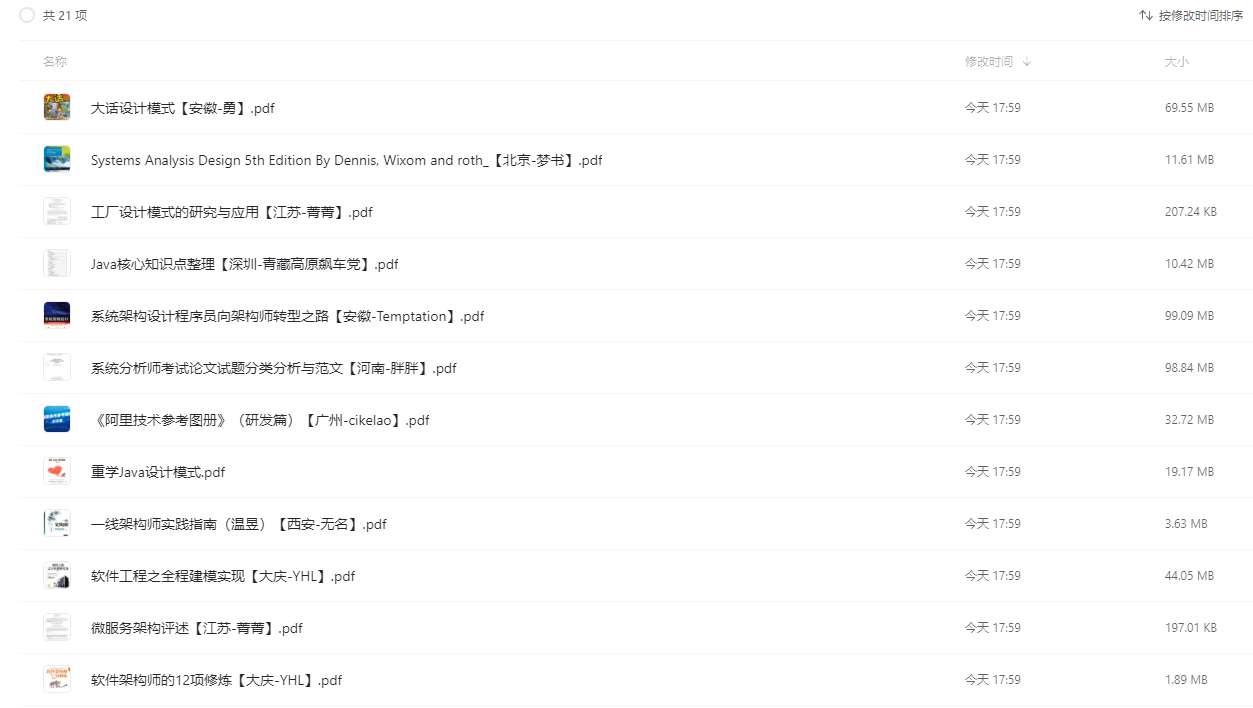 共 21 项
按修改时间排序
名称 修改时间 大小
大话设计模式【安徽-勇】.pdf 今天 17:59 69.55 MB
Systems Analysis Design 5th Edition By Dennis, Wixom and roth_【北京-梦书】.pdf 今天 17:59 11.61 MB
工厂设计模式的研究与应用【江苏-菁菁】.pdf 今天 17:59 207.24 KB
Java核心知识点整理【深圳-青藏高原飙车党】.pdf 今天 17:59 10.42 MB
系统架构设计程序员向架构师转型之路【安徽-Temptation】.pdf 今天 17:59 99.09 MB
系统分析师考试论文试题分类分析与范文【河南-胖胖】.pdf 今天 17:59 98.84 MB
《阿里技术参考图册》（研发篇）【广州-cikelao】.pdf 今天 17:59 32.72 MB
重学Java设计模式.pdf 今天 17:59 19.17 MB
一线架构师实践指南（温昱）【西安-无名】.pdf 今天 17:59 3.63 MB
软件工程之全程建模实现【大庆-YHL】.pdf 今天 17:59 44.05 MB
微服务架构评述【江苏-菁菁】.pdf 今天 17:59 197.01 KB
软件架构师的12项修炼【大庆-YHL】.pdf 今天 17:59 1.89 MB